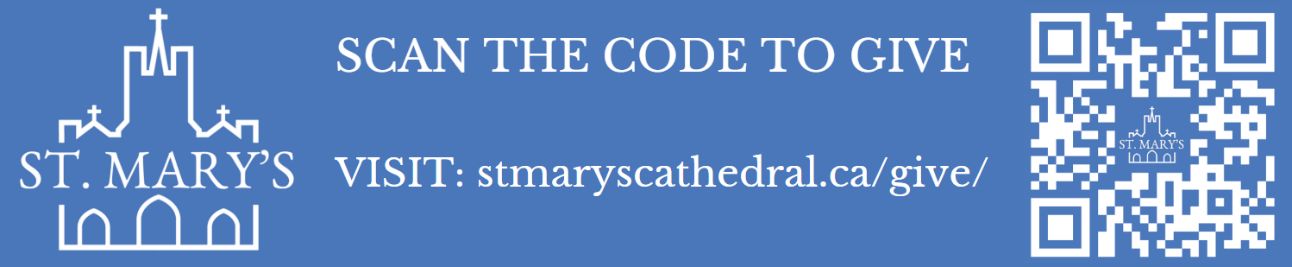 SCAN THE CODE TO GIVE
ST. MARY'S
VISIT: stmaryscathedral.ca/give/
ST. MARY'S